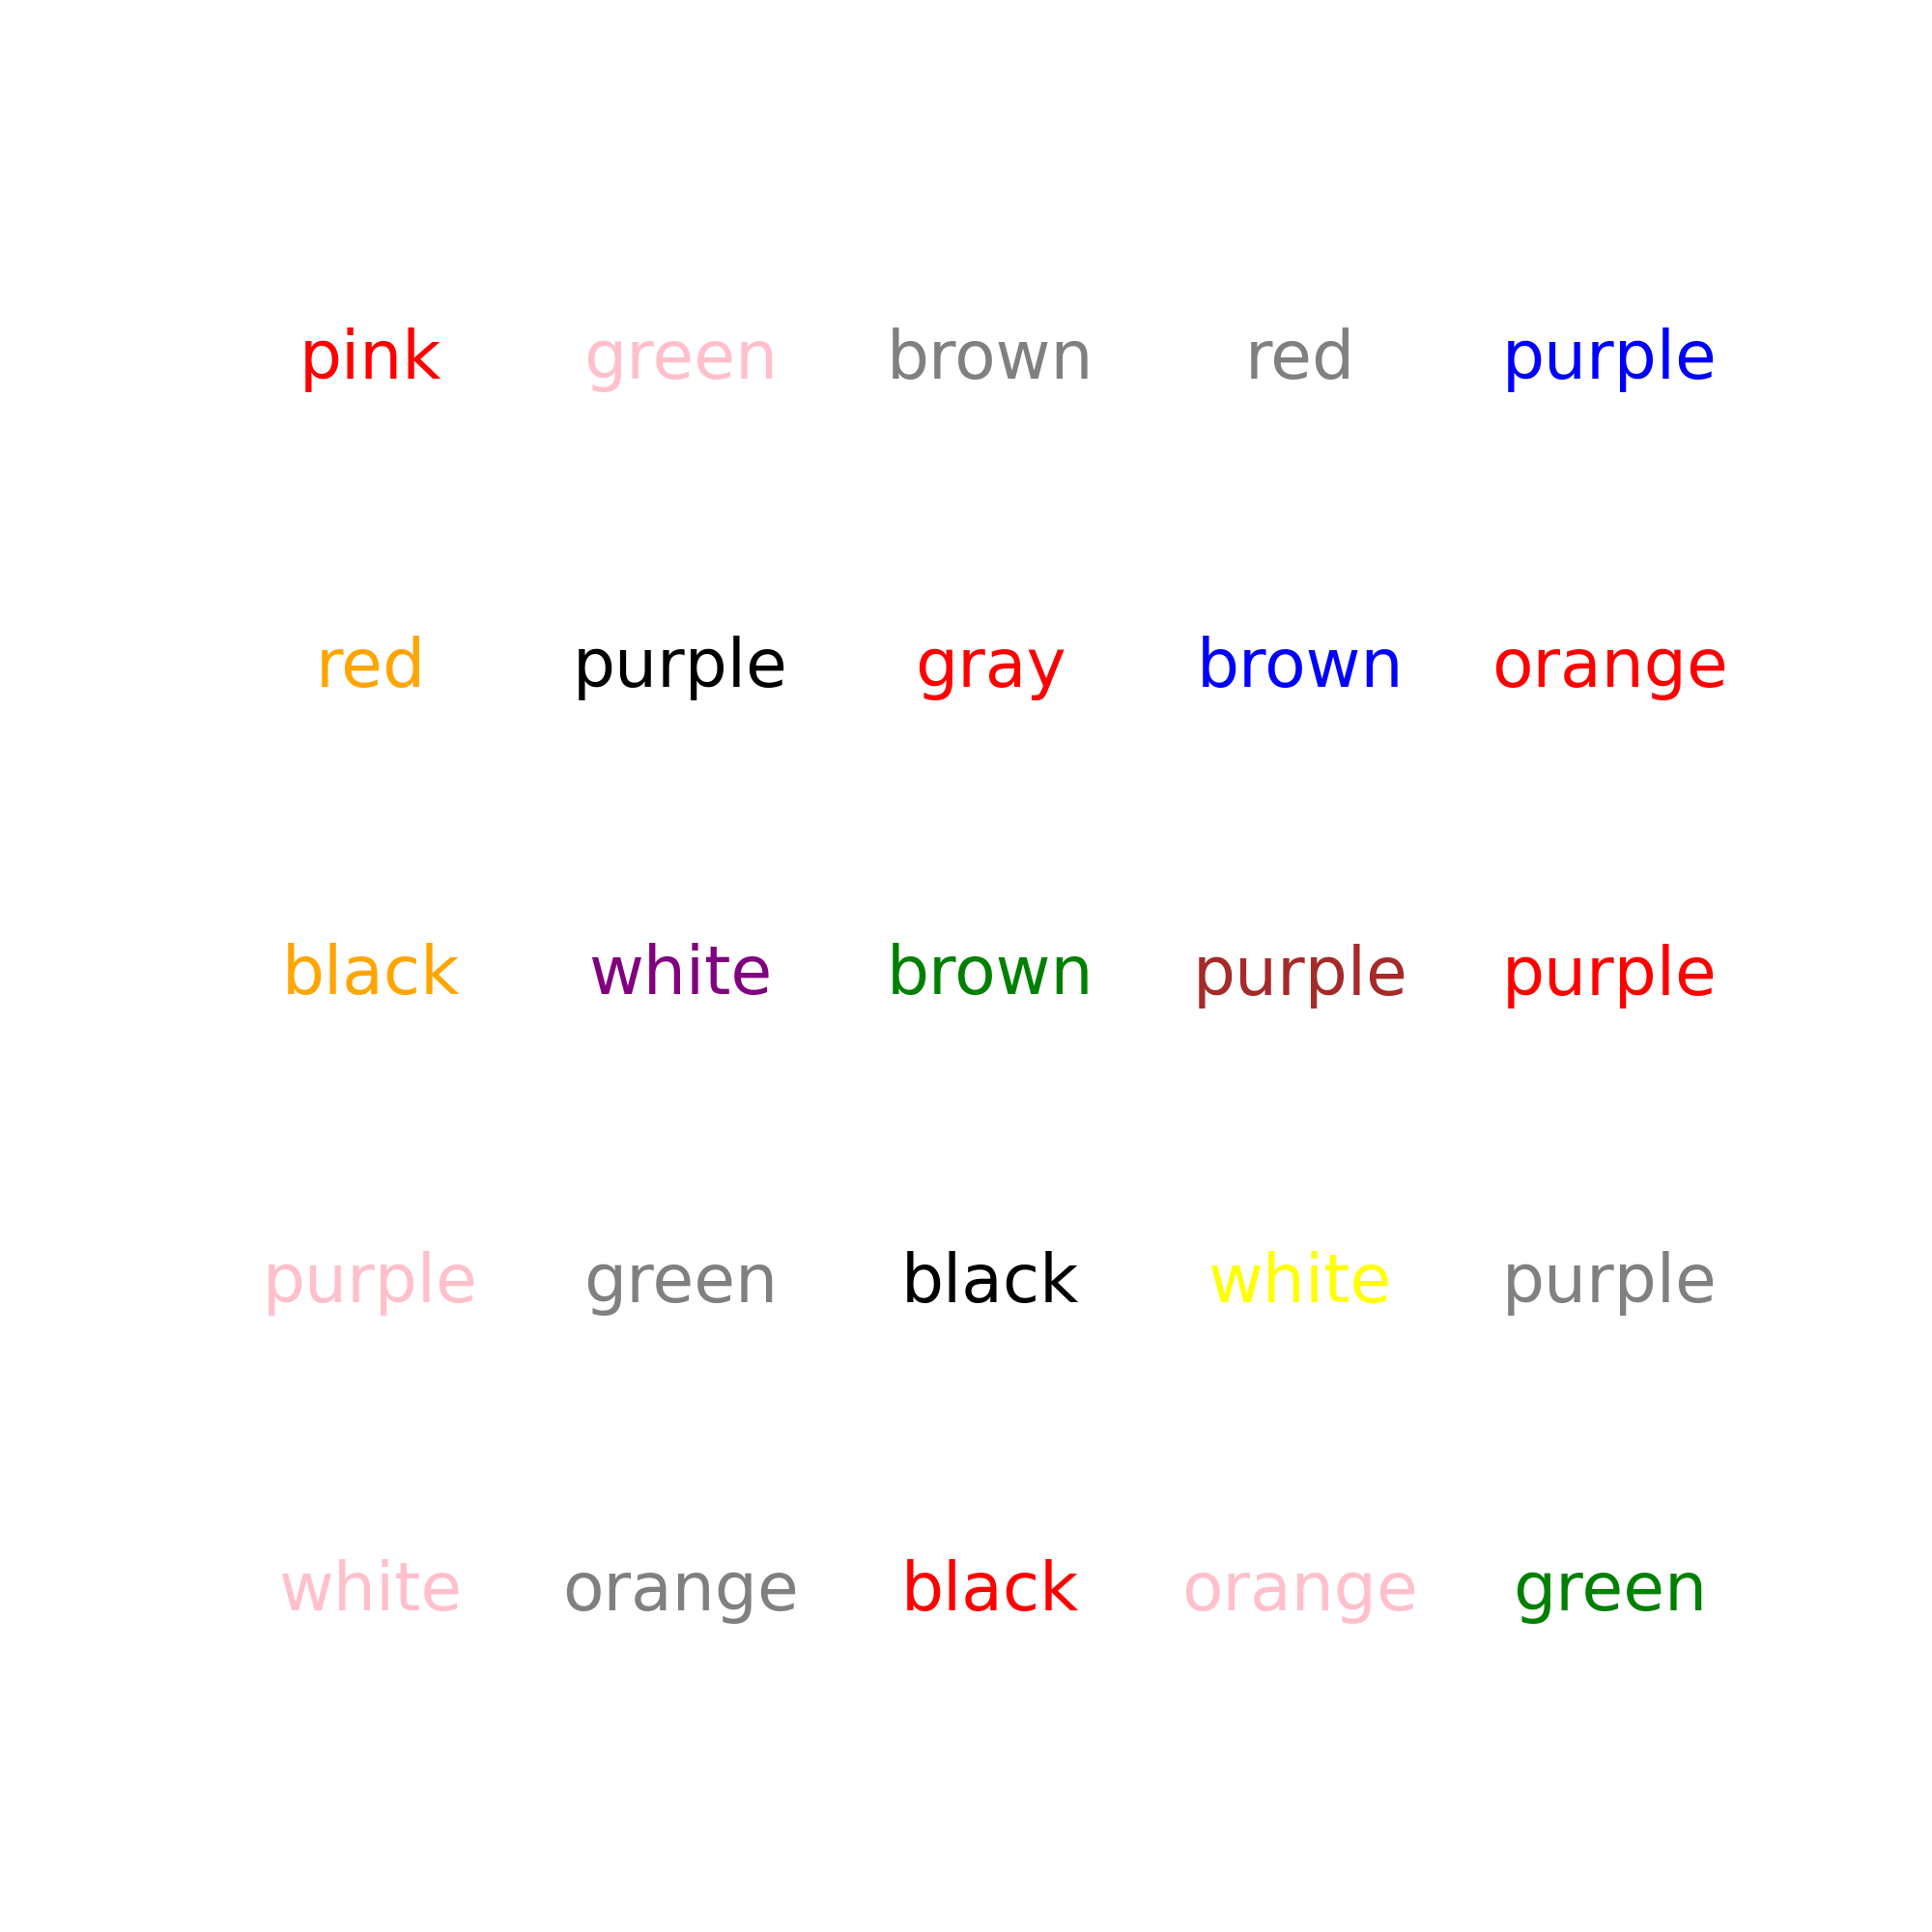 pink green brown red purple
red purple gray brown orange
black white brown purple purple
purple green black white purple
white orange black orange green